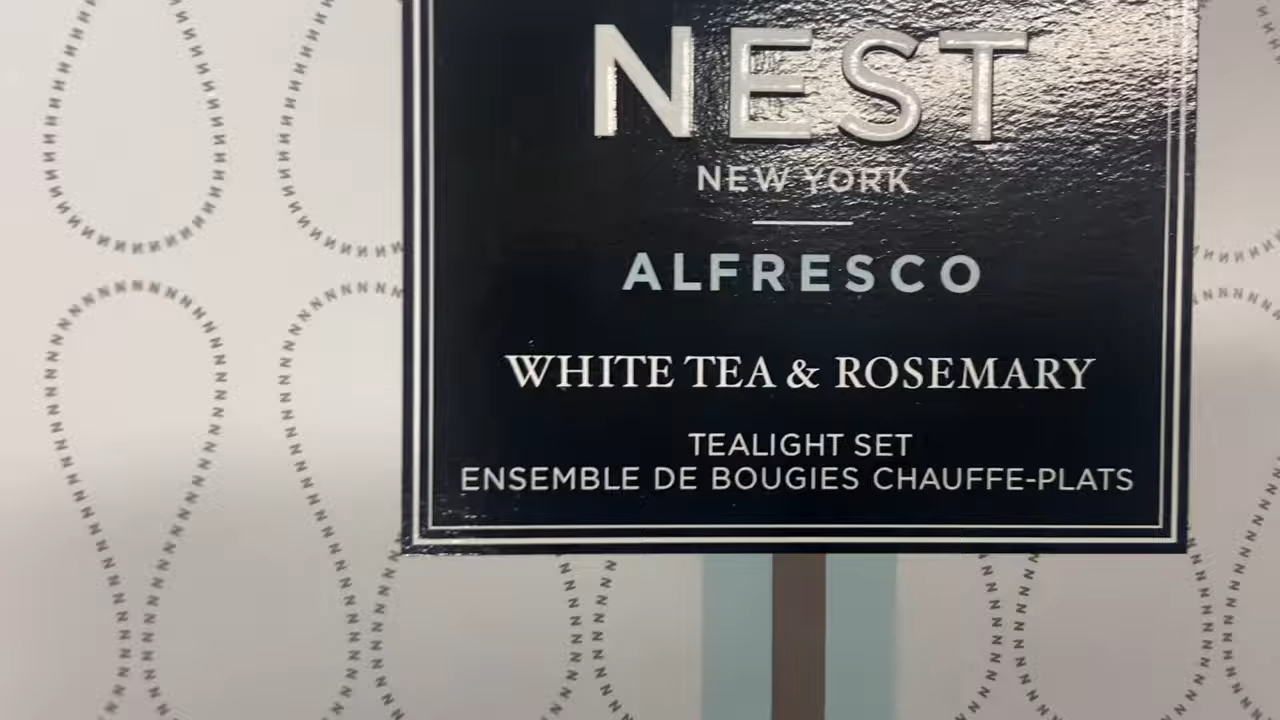 NEST
NEW YORK
ALFRESCO
WHITE TEA & ROSEMARY
TEALIGHT SET
ENSEMBLE DE BOUGIES CHAUFFE-PLATS